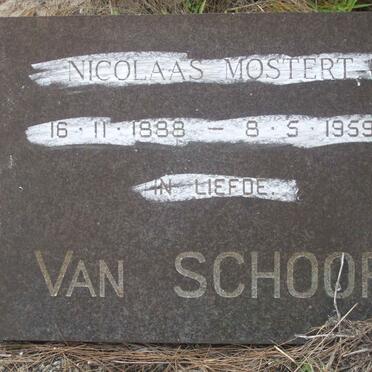 NICOLAAS MOSTERT
16·11·1888 – 8·5·1959
IN LIEFDE.
VAN SCHOOR